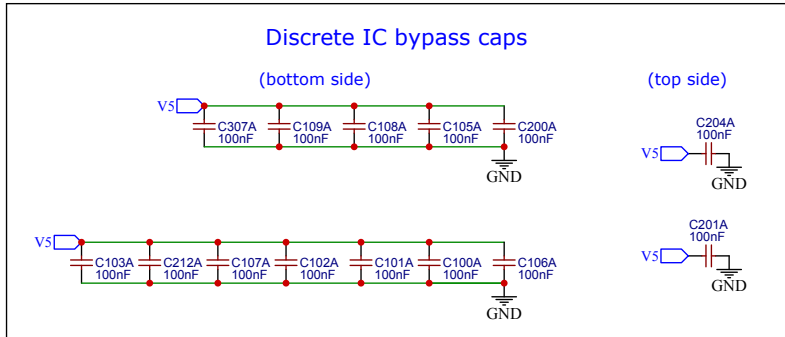 Discrete IC bypass caps
(bottom side)
(top side)
V5
C307A
100nF
C109A
100nF
C108A
100nF
C105A
100nF
C200A
100nF
GND
C204A
100nF
V5
GND
V5
C103A
100nF
C212A
100nF
C107A
100nF
C102A
100nF
C101A
100nF
C100A
100nF
C106A
100nF
GND
C201A
100nF
V5
GND